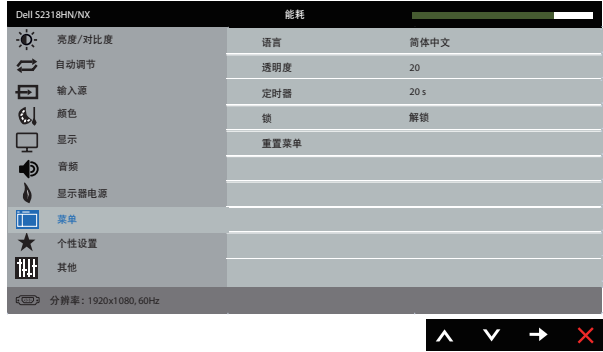 Dell S2318HN/NX
能耗
亮度/对比度
自动调节
输入源
颜色
显示
音频
显示器电源
菜单
个性设置
其他
语言 简体中文
透明度 20
定时器 20 s
锁 解锁
重置菜单
分辨率: 1920x1080, 60Hz